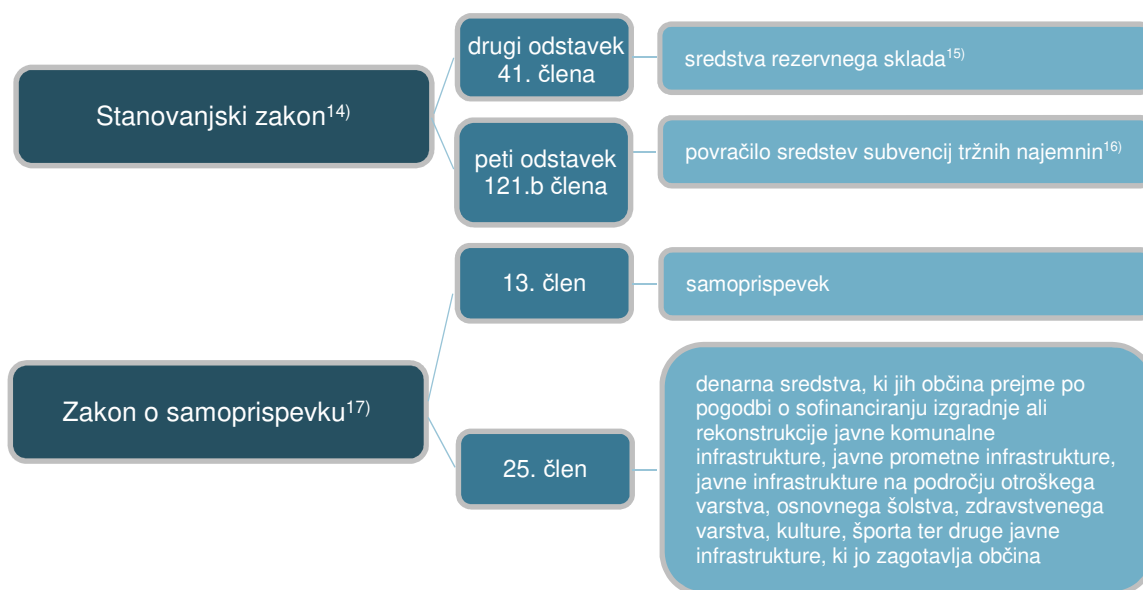 Stanovanjski zakon14)
drugi odstavek
41. člena
sredstva rezervnega sklada15)
peti odstavek
121.b člena
povračilo sredstev subvencij tržnih najemnin16)
Zakon o samoprispevku17)
13. člen
samoprispevek
25. člen
denarna sredstva, ki jih občina prejme po
pogodbi o sofinanciranju izgradnje ali
rekonstrukcije javne komunalne
infrastrukture, javne prometne infrastrukture,
javne infrastrukture na področju otroškega
varstva, osnovnega šolstva, zdravstvenega
varstva, kulture, športa ter druge javne
infrastrukture, ki jo zagotavlja občina